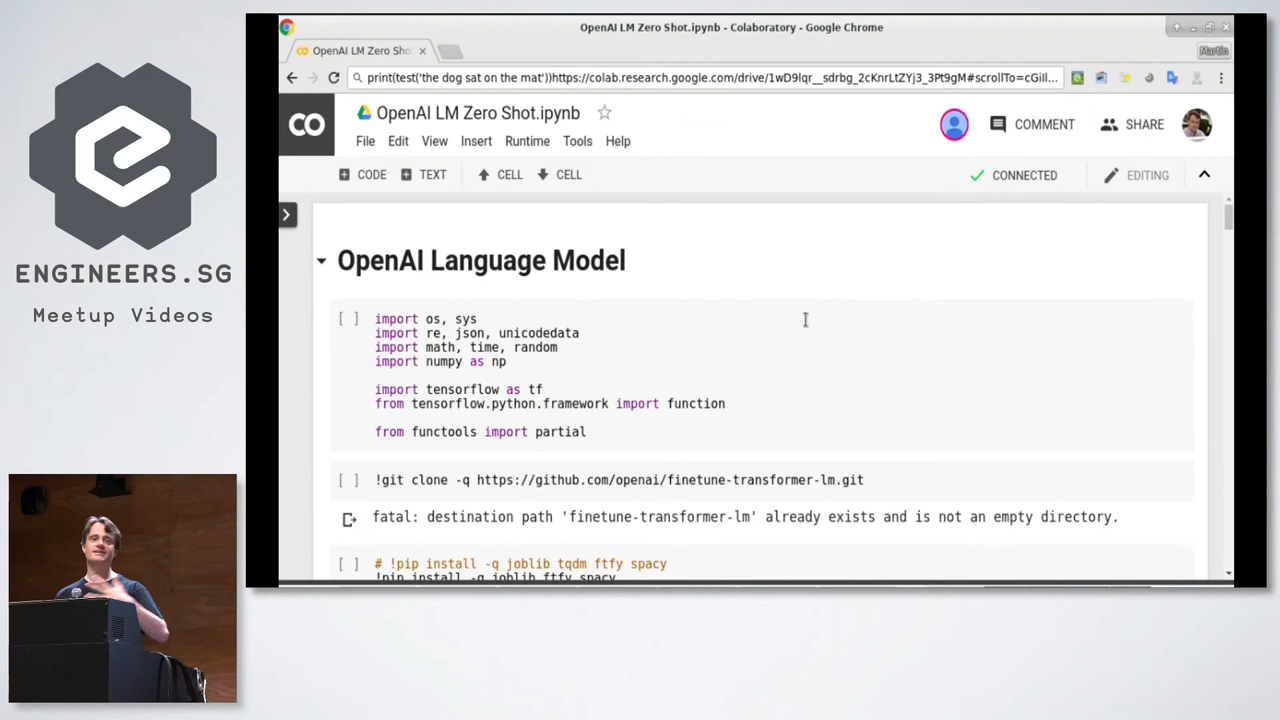 ENGINEERS.SG
Meetup Videos
OpenAI LM Zero Shot.ipynb - Colaboratory - Google Chrome
OpenAI LM Zero Sho
Martin
print(test('the dog sat on the mat'))https://colab.research.google.com/drive/1wD9lqr__sdrbg_2cKnrLtZYj3_3Pt9gM#scrollTo=cGill...
CO
OpenAI LM Zero Shot.ipynb
COMMENT
SHARE
File Edit View Insert Runtime Tools Help
CODE TEXT CELL CELL
CONNECTED
EDITING
OpenAI Language Model
[ ] import os, sys
import re, json, unicodedata
import math, time, random
import numpy as np
import tensorflow as tf
from tensorflow.python.framework import function
from functools import partial
[ ] !git clone -q https://github.com/openai/finetune-transformer-lm.git
fatal: destination path 'finetune-transformer-lm' already exists and is not an empty directory.
[ ] # !pip install -q joblib tqdm ftfy spacy
!pip install -q joblib ftfy spacy